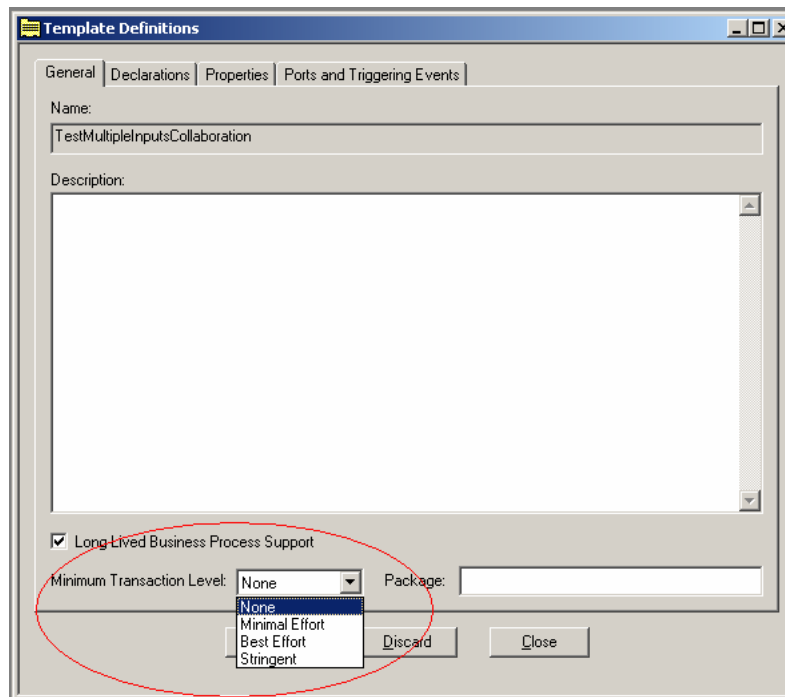 Template Definitions
General Declarations Properties Ports and Triggering Events
Name:
TestMultipleInputsCollaboration
Description:
Long Lived Business Process Support
Minimum Transaction Level: None Package:
None
Minimal Effort
Best Effort
Stringent
Discard Close